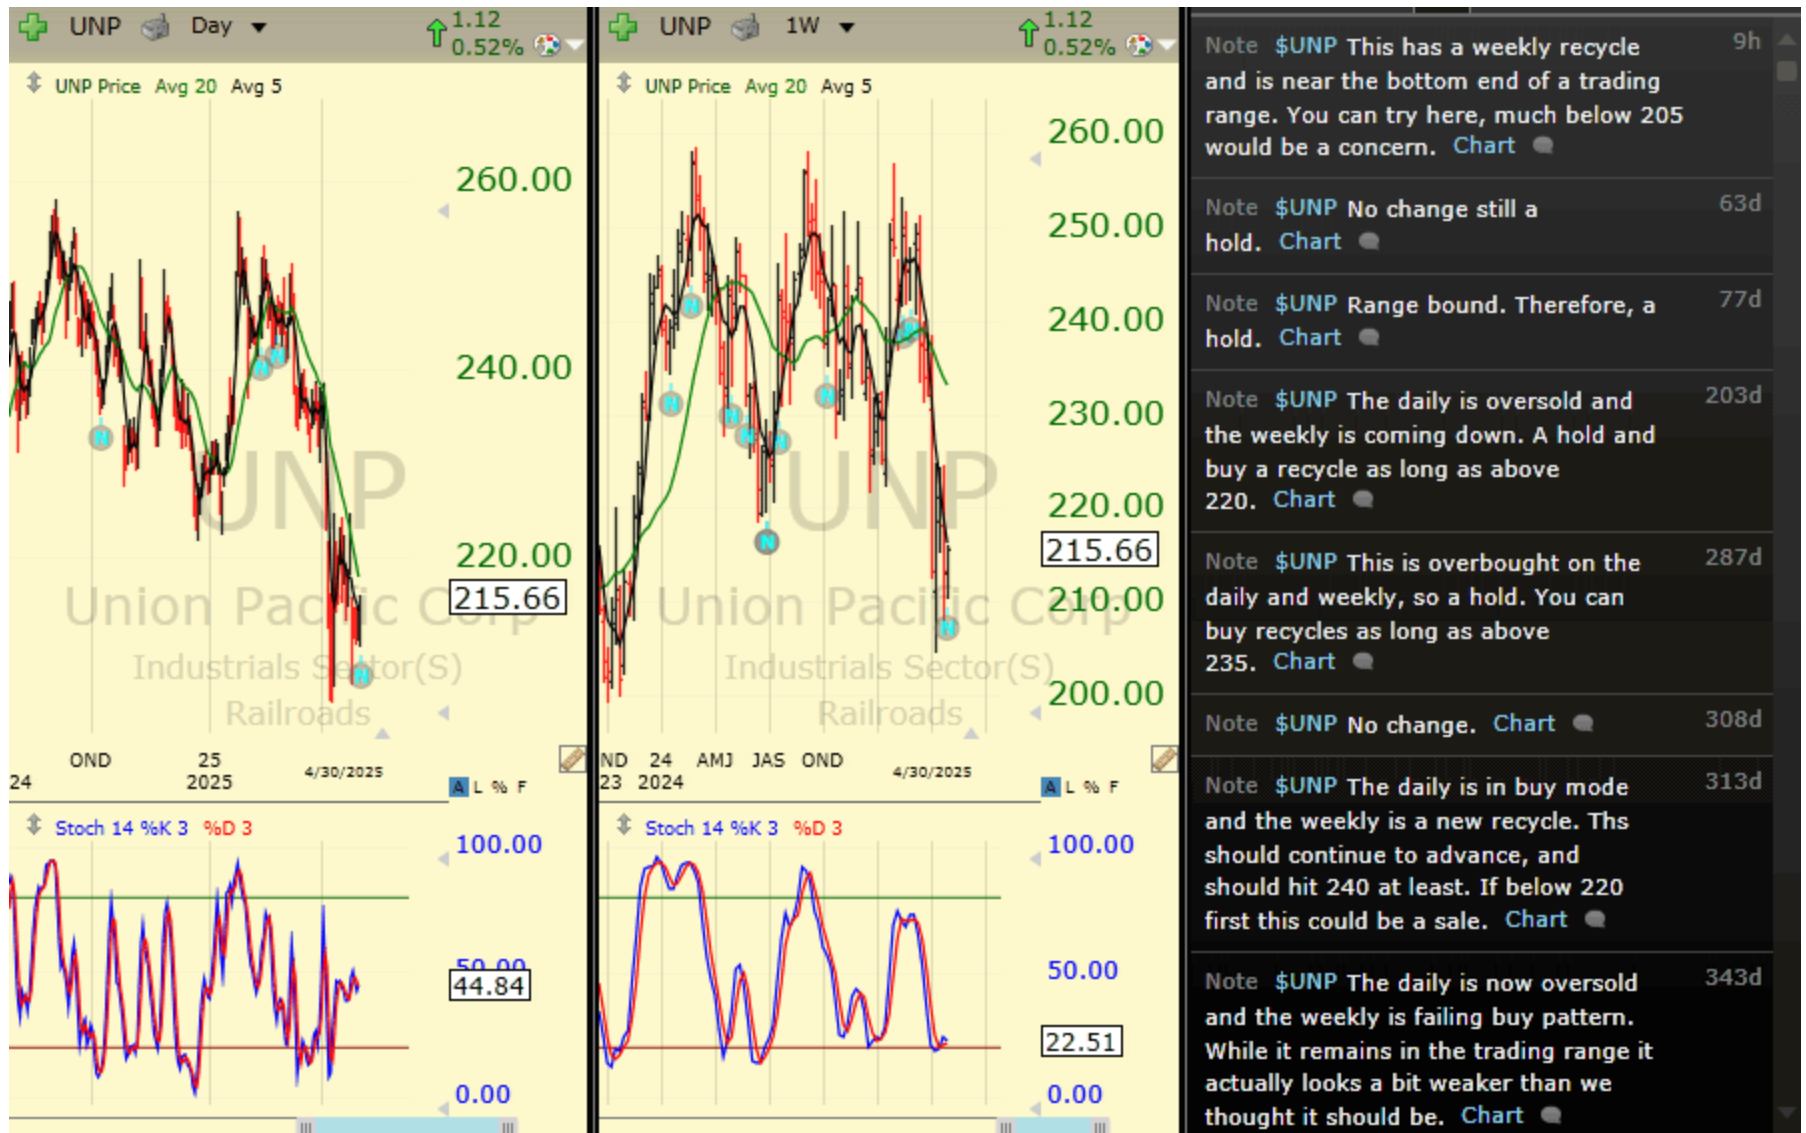 UNP Day 1.12
0.52%
UNP Price Avg 20 Avg 5
260.00
240.00
220.00
215.66
UNP
Union Pacific Corp
Industrials Sector(S)
Railroads
N
N
N
N
OND 25
24 2025 4/30/2025
A L % F
Stoch 14 %K 3 %D 3
100.00
50.00
44.84
0.00
UNP 1W 1.12
0.52%
UNP Price Avg 20 Avg 5
260.00
250.00
240.00
230.00
220.00
215.66
210.00
200.00
UNP
Union Pacific Corp
Industrials Sector(S)
Railroads
N
N
N
N
N
N
N
N
N
ND 24 AMJ JAS OND
23 2024 4/30/2025
A L % F
Stoch 14 %K 3 %D 3
100.00
50.00
22.51
0.00
Note $UNP This has a weekly recycle 9h
and is near the bottom end of a trading
range. You can try here, much below 205
would be a concern. Chart
Note $UNP No change still a 63d
hold. Chart
Note $UNP Range bound. Therefore, a 77d
hold. Chart
Note $UNP The daily is oversold and 203d
the weekly is coming down. A hold and
buy a recycle as long as above
220. Chart
Note $UNP This is overbought on the 287d
daily and weekly, so a hold. You can
buy recycles as long as above
235. Chart
Note $UNP No change. Chart 308d
Note $UNP The daily is in buy mode 313d
and the weekly is a new recycle. Ths
should continue to advance, and
should hit 240 at least. If below 220
first this could be a sale. Chart
Note $UNP The daily is now oversold 343d
and the weekly is failing buy pattern.
While it remains in the trading range it
actually looks a bit weaker than we
thought it should be. Chart